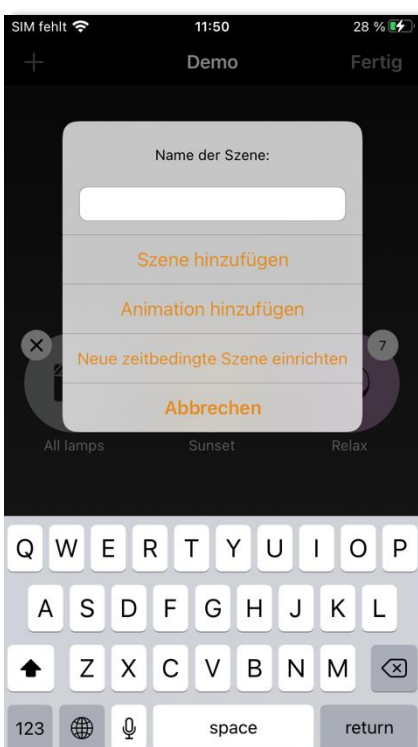 SIM fehlt 11:50 28 %
+ Demo Fertig
Name der Szene:
Szene hinzufügen
Animation hinzufügen
Neue zeitbedingte Szene einrichten
7
Abbrechen
All lamps Sunset Relax
Q W E R T Y U I O P
A S D F G H J K L
Z X C V B N M
123 space return